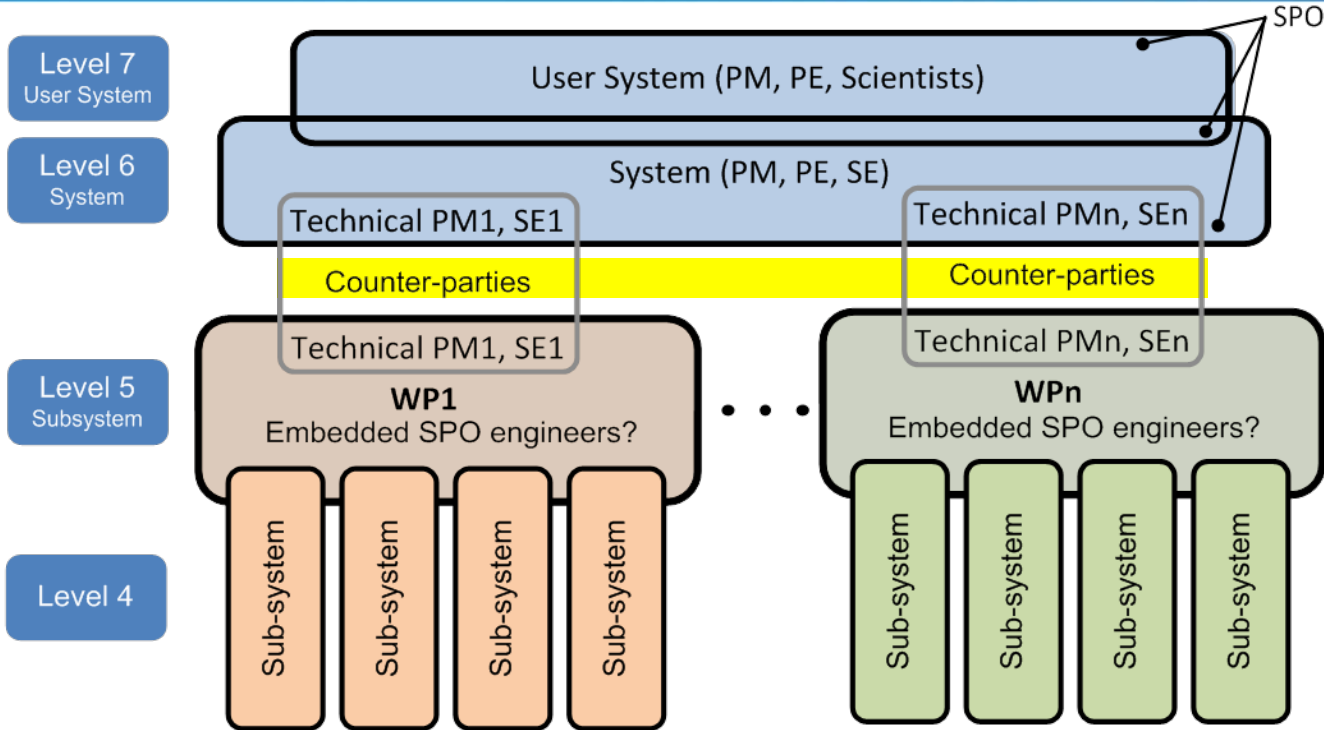 SPO
Level 7
User System
User System (PM, PE, Scientists)
Level 6
System
System (PM, PE, SE)
Technical PM1, SE1
Technical PMn, SEn
Counter-parties
Counter-parties
Technical PM1, SE1
Technical PMn, SEn
Level 5
Subsystem
WP1
Embedded SPO engineers?
WPn
Embedded SPO engineers?
Level 4
Sub-system
Sub-system
Sub-system
Sub-system
Sub-system
Sub-system
Sub-system
Sub-system